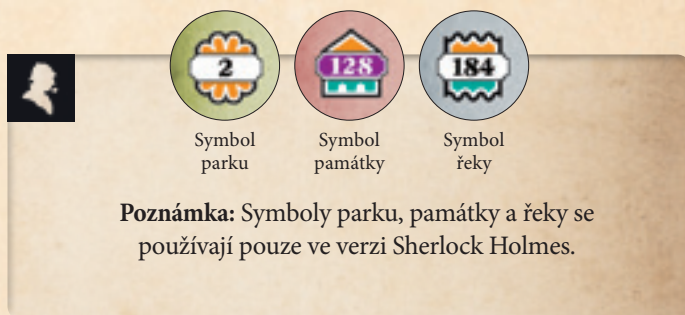 2
128
184
Symbol
parku
Symbol
památky
Symbol
řeky
Poznámka: Symboly parku, památky a řeky se
používají pouze ve verzi Sherlock Holmes.